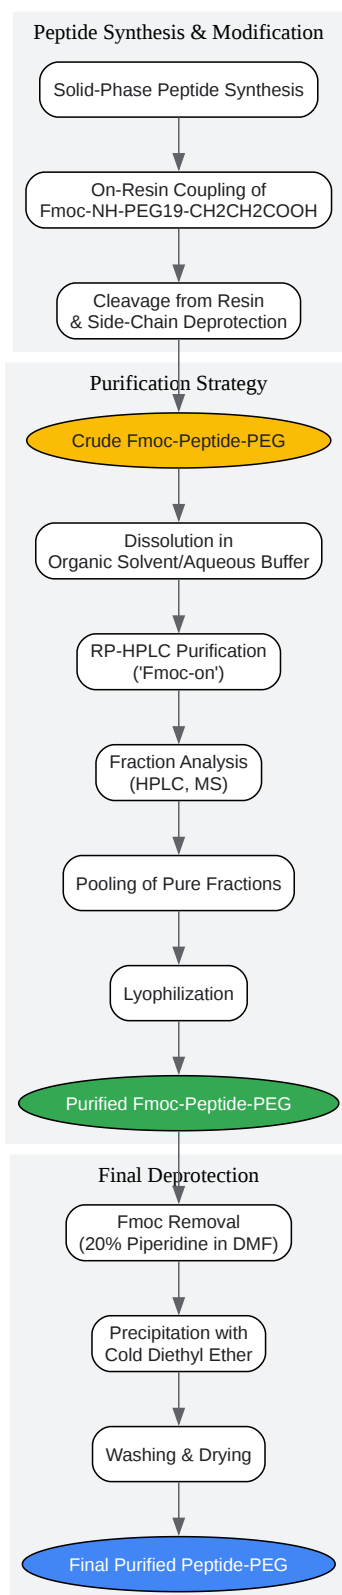 Peptide Synthesis & Modification
Solid-Phase Peptide Synthesis
On-Resin Coupling of
Fmoc-NH-PEG19-CH2CH2COOH
Cleavage from Resin
& Side-Chain Deprotection
Purification Strategy
Crude Fmoc-Peptide-PEG
Dissolution in
Organic Solvent/Aqueous Buffer
RP-HPLC Purification
('Fmoc-on')
Fraction Analysis
(HPLC, MS)
Pooling of Pure Fractions
Lyophilization
Purified Fmoc-Peptide-PEG
Final Deprotection
Fmoc Removal
(20% Piperidine in DMF)
Precipitation with
Cold Diethyl Ether
Washing & Drying
Final Purified Peptide-PEG